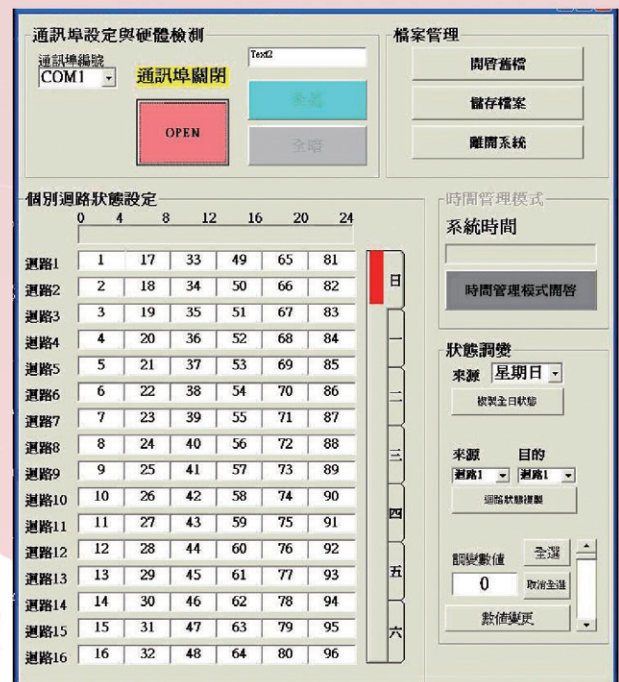 通訊埠設定與硬體檢測
通訊埠編號
COM1
通訊埠關閉
Text2
OPEN
全亮
全暗
檔案管理
開啓舊檔
儲存檔案
離開系統
個別迴路狀態設定
0 4 8 12 16 20 24
迴路1 1 17 33 49 65 81
迴路2 2 18 34 50 66 82
迴路3 3 19 35 51 67 83
迴路4 4 20 36 52 68 84
迴路5 5 21 37 53 69 85
迴路6 6 22 38 54 70 86
迴路7 7 23 39 55 71 87
迴路8 8 24 40 56 72 88
迴路9 9 25 41 57 73 89
迴路10 10 26 42 58 74 90
迴路11 11 27 43 59 75 91
迴路12 12 28 44 60 76 92
迴路13 13 29 45 61 77 93
迴路14 14 30 46 62 78 94
迴路15 15 31 47 63 79 95
迴路16 16 32 48 64 80 96
日
一
二
三
四
五
六
時間管理模式
系統時間
時間管理模式開啓
狀態調變
來源 星期日
複製全日狀態
來源 目的
迴路1 迴路1
迴路狀態複製
調變數值 全選
0 取消全選
數值變更